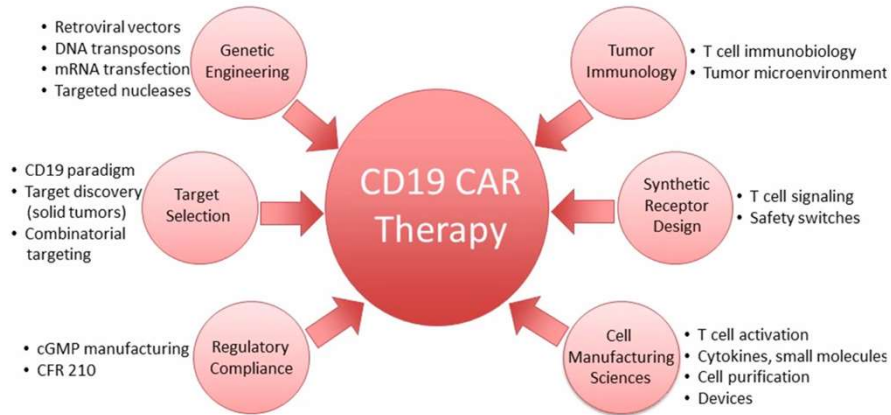 • Retroviral vectors
• DNA transposons
• mRNA transfection
• Targeted nucleases
Genetic
Engineering
Tumor
Immunology
• T cell immunobiology
• Tumor microenvironment
• CD19 paradigm
• Target discovery
(solid tumors)
• Combinatorial
targeting
Target
Selection
CD19 CAR
Therapy
Synthetic
Receptor
Design
• T cell signaling
• Safety switches
• cGMP manufacturing
• CFR 210
Regulatory
Compliance
Cell
Manufacturing
Sciences
• T cell activation
• Cytokines, small molecules
• Cell purification
• Devices